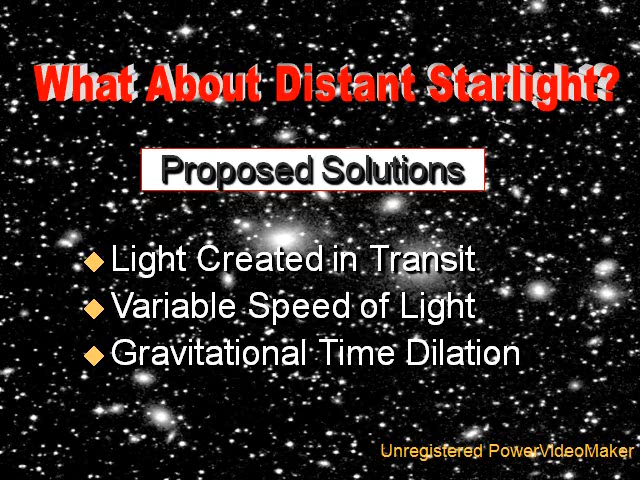 What About Distant Starlight?
Proposed Solutions
Light Created in Transit
Variable Speed of Light
Gravitational Time Dilation
Unregistered PowerVideoMaker